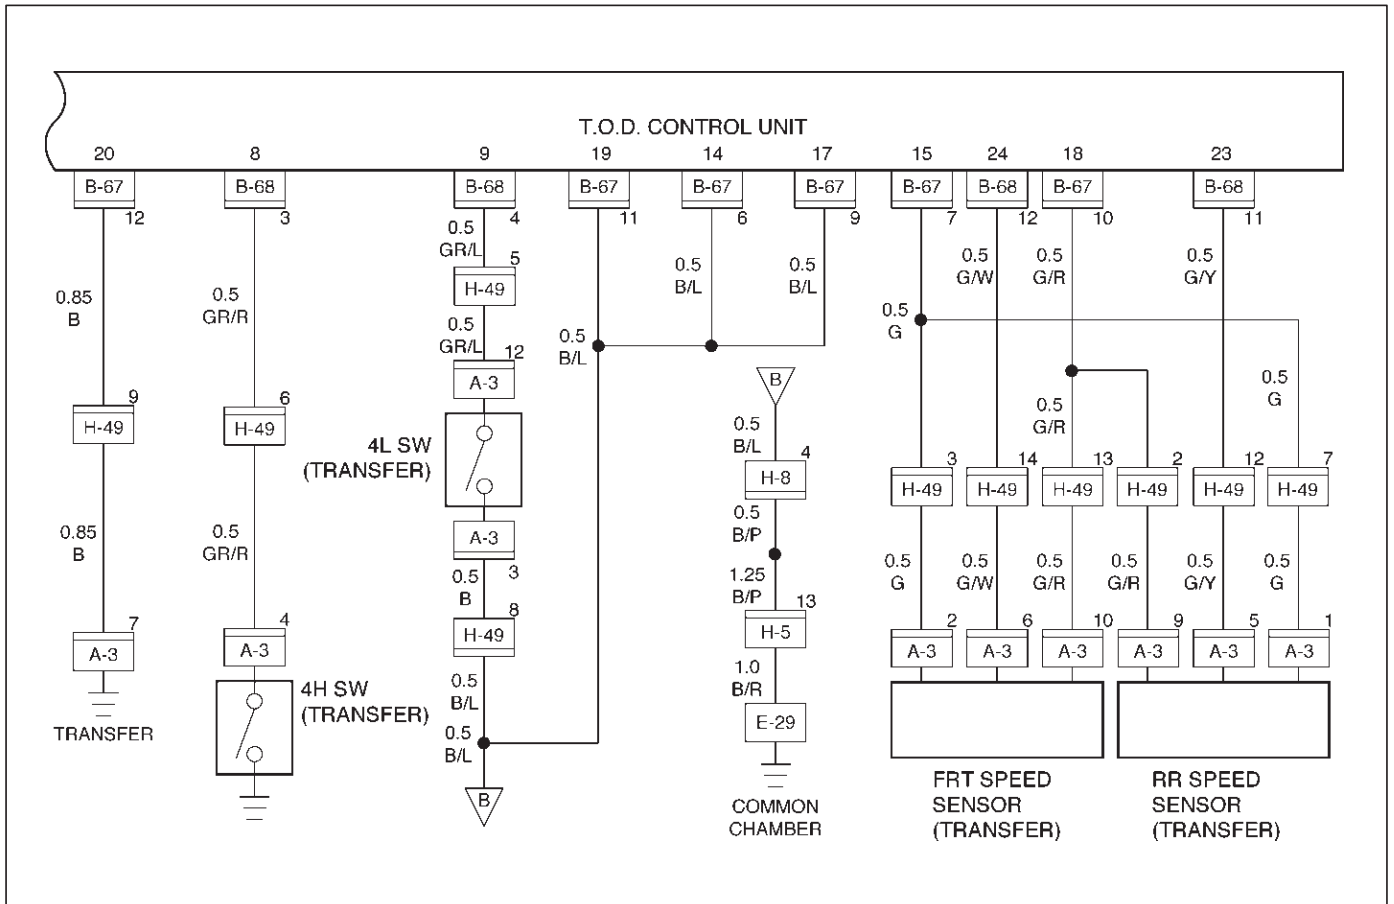 T.O.D. CONTROL UNIT
20 8 9 19 14 17 15 24 18 23
B-67 B-68 B-68 B-67 B-67 B-67 B-67 B-68 B-67 B-68
12 3 4 11 6 9 7 12 10 11
0.5
GR/L
0.5
B/L
0.5
B/L
0.5
G/W
0.5
G/R
0.5
G/Y
5
H-49
0.85
B
0.5
GR/R
0.5
GR/L
0.5
B/L
0.5
G
12
A-3
B
0.5
G
9
H-49
6
H-49
4L SW
(TRANSFER)
0.5
B/L
0.5
G/R
4
H-8
3 14 13 2 12 7
H-49 H-49 H-49 H-49 H-49 H-49
0.85
B
0.5
GR/R
A-3
3
0.5
B/P
0.5
B
1.25
B/P
0.5
G
0.5
G/W
0.5
G/R
0.5
G/R
0.5
G/Y
0.5
G
8
H-49
13
H-5
7
A-3
4
A-3
2 6 10 9 5 1
A-3 A-3 A-3 A-3 A-3 A-3
TRANSFER
4H SW
(TRANSFER)
0.5
B/L
0.5
B/L
B
1.0
B/R
E-29
COMMON
CHAMBER
FRT SPEED
SENSOR
(TRANSFER)
RR SPEED
SENSOR
(TRANSFER)